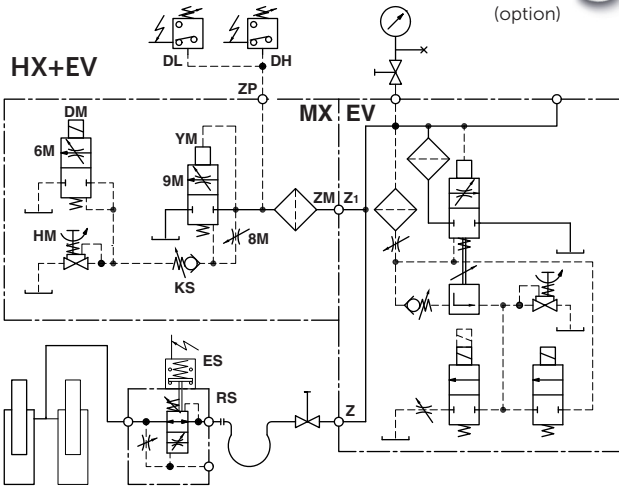 (option)
DL
DH
HX+EV
ZP
MX
EV
DM
YM
6M
9M
ZM
Z1
HM
8M
KS
ES
RS
Z